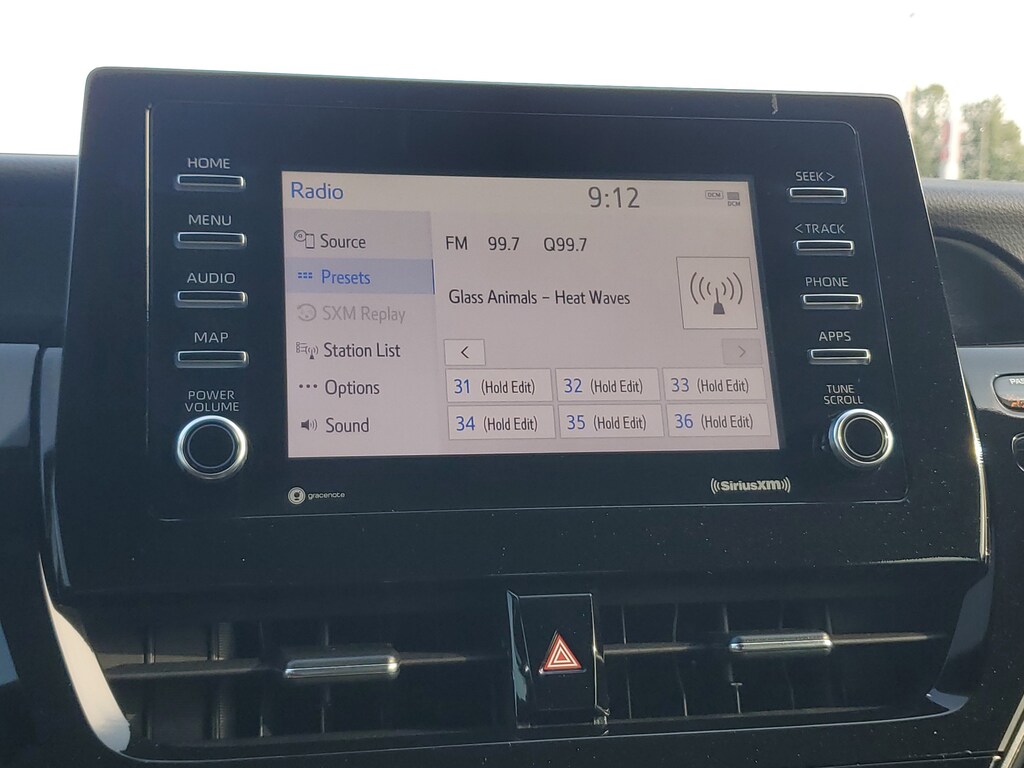 HOME
MENU
AUDIO
MAP
POWER
VOLUME
Radio
9:12
DCM
DCM
Source
Presets
SXM Replay
Station List
Options
Sound
FM 99.7 Q99.7
Glass Animals - Heat Waves
<
>
31 (Hold Edit) 32 (Hold Edit) 33 (Hold Edit)
34 (Hold Edit) 35 (Hold Edit) 36 (Hold Edit)
SEEK >
< TRACK
PHONE
APPS
TUNE
SCROLL
gracenote
((SiriusXM))